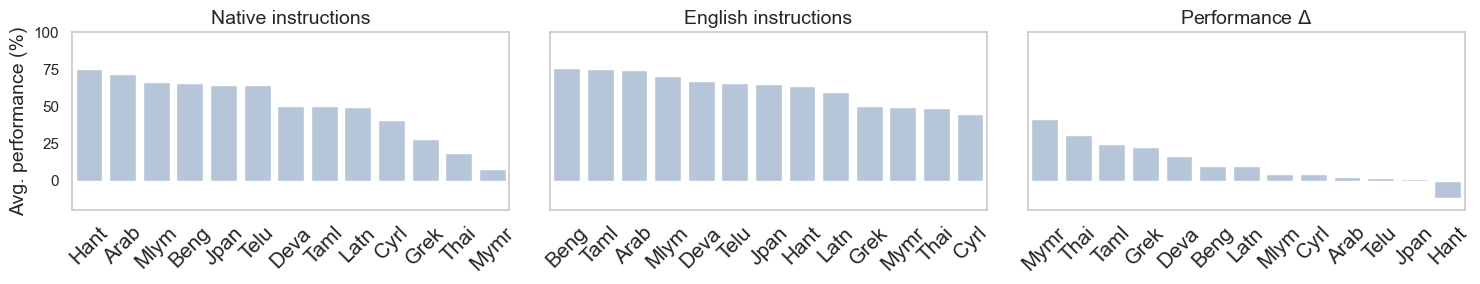 Native instructions
English instructions
Performance Δ
Avg. performance (%)
100
75
50
25
0
Hant Arab Mlym Beng Jpan Telu Deva Taml Latn Cyrl Grek Thai Mymr
Beng Taml Arab Mlym Deva Telu Jpan Hant Latn Grek Mymr Thai Cyrl
Mymr Thai Taml Grek Deva Beng Latn Mlym Cyrl Arab Telu Jpan Hant